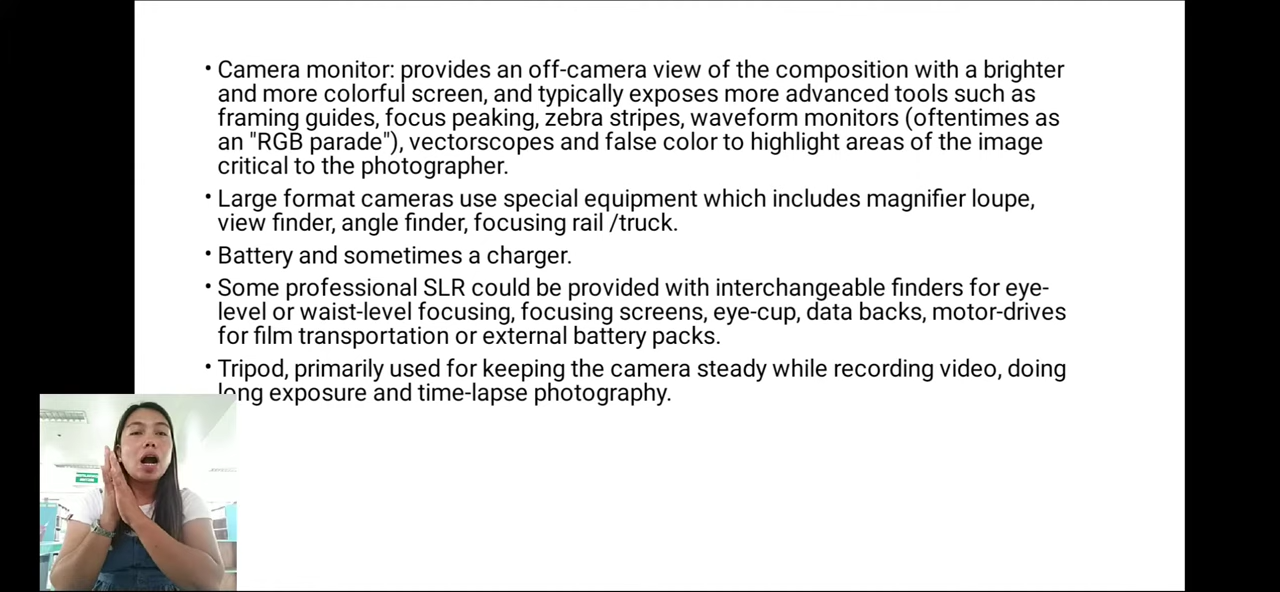 • Camera monitor: provides an off-camera view of the composition with a brighter
and more colorful screen, and typically exposes more advanced tools such as
framing guides, focus peaking, zebra stripes, waveform monitors (oftentimes as
an "RGB parade"), vectorscopes and false color to highlight areas of the image
critical to the photographer.
• Large format cameras use special equipment which includes magnifier loupe,
view finder, angle finder, focusing rail /truck.
• Battery and sometimes a charger.
• Some professional SLR could be provided with interchangeable finders for eye-
level or waist-level focusing, focusing screens, eye-cup, data backs, motor-drives
for film transportation or external battery packs.
• Tripod, primarily used for keeping the camera steady while recording video, doing
long exposure and time-lapse photography.